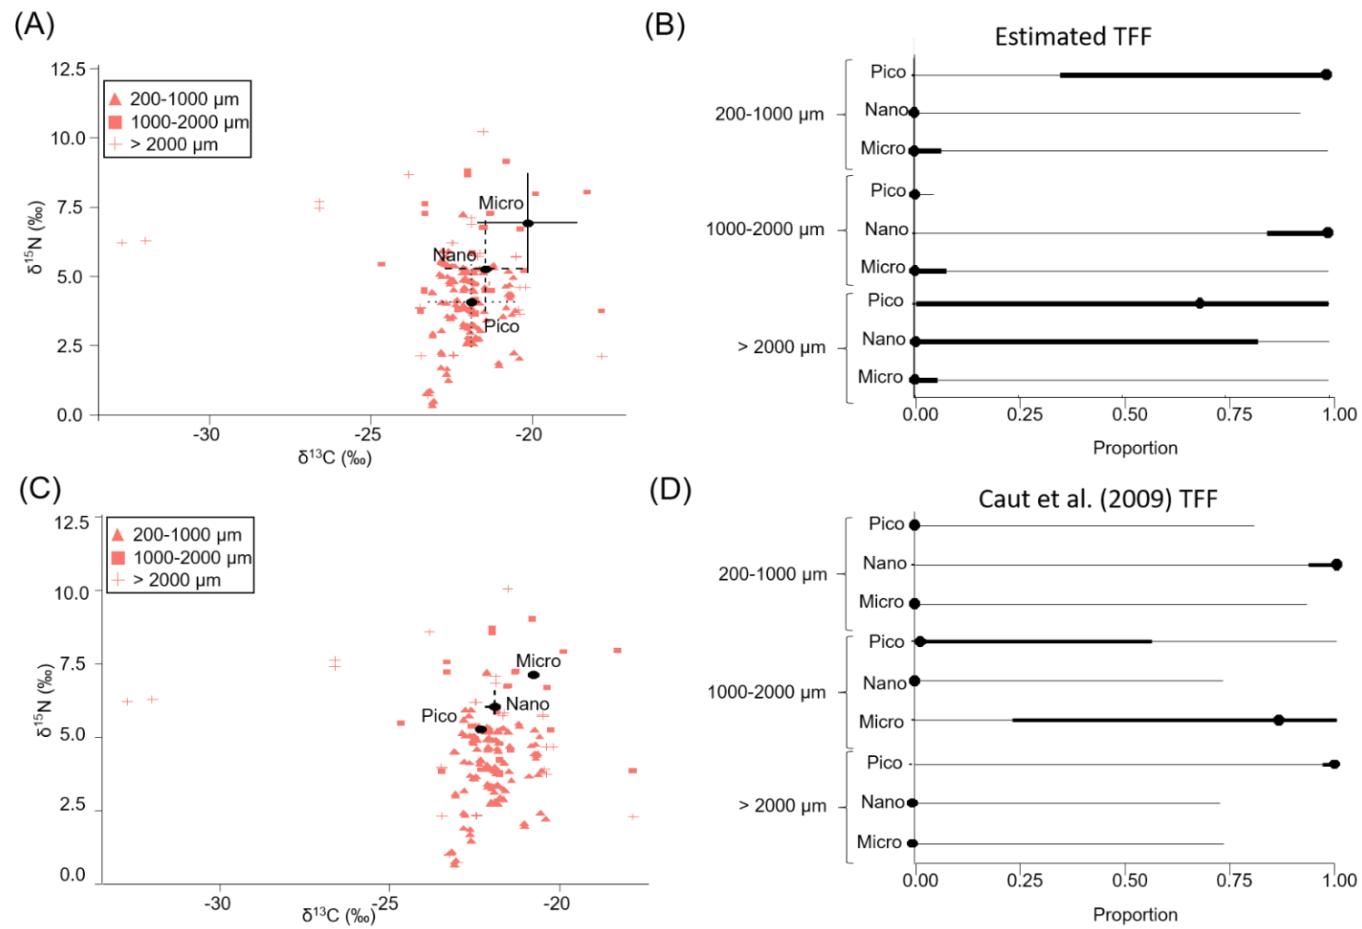 (A)
12.5
10.0
7.5
5.0
2.5
0.0
δ15N (‰)
200-1000 µm
1000-2000 µm
> 2000 µm
Micro
Nano
Pico
-30
-25
-20
δ13C (‰)
(B)
Estimated TFF
200-1000 µm
Pico
Nano
Micro
1000-2000 µm
Pico
Nano
Micro
> 2000 µm
Pico
Nano
Micro
0.00
0.25
0.50
0.75
1.00
Proportion
(C)
12.5
10.0
7.5
5.0
2.5
0.0
δ15N (‰)
200-1000 µm
1000-2000 µm
> 2000 µm
Micro
Nano
Pico
-30
-25
-20
δ13C (‰)
(D)
Caut et al. (2009) TFF
200-1000 µm
Pico
Nano
Micro
1000-2000 µm
Pico
Nano
Micro
> 2000 µm
Pico
Nano
Micro
0.00
0.25
0.50
0.75
1.00
Proportion